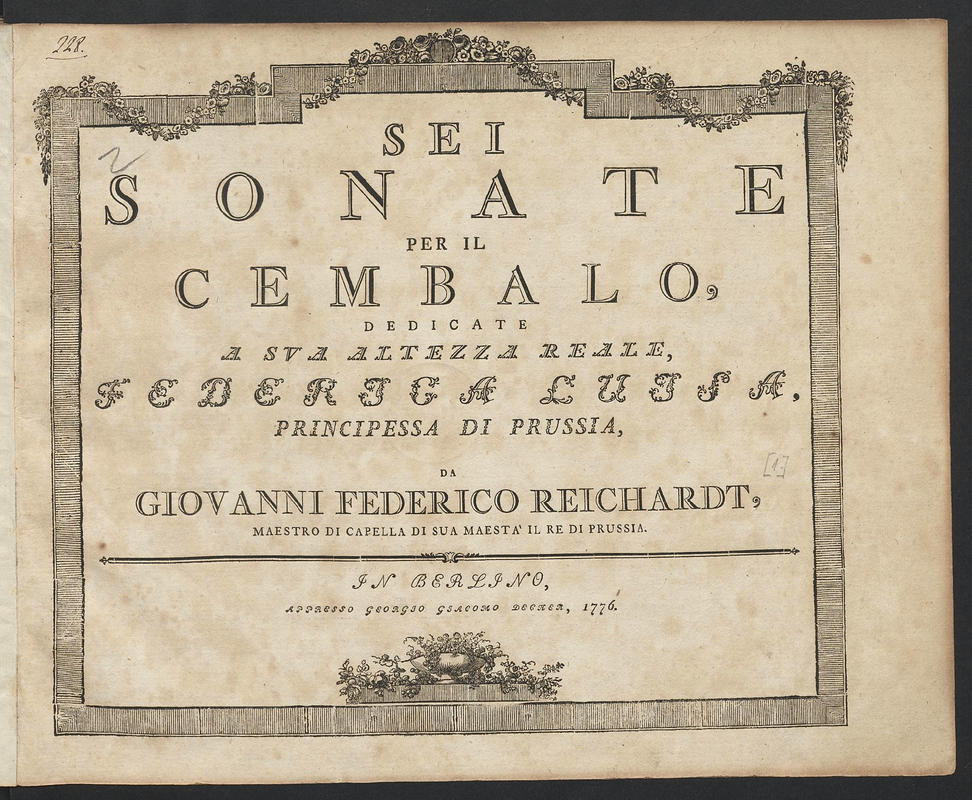 228.
2
SEI
SONATE
PER IL
CEMBALO,
DEDICATE
A SVA ALTEZZA REALE,
FEDERICA LUISA,
PRINCIPESSA DI PRUSSIA,
[1.]
DA
GIOVANNI FEDERICO REICHARDT,
MAESTRO DI CAPELLA DI SUA MAESTA' IL RE DI PRUSSIA.
IN BERLINO,
APPRESSO GEORGIO GIACOMO DECKER, 1776.